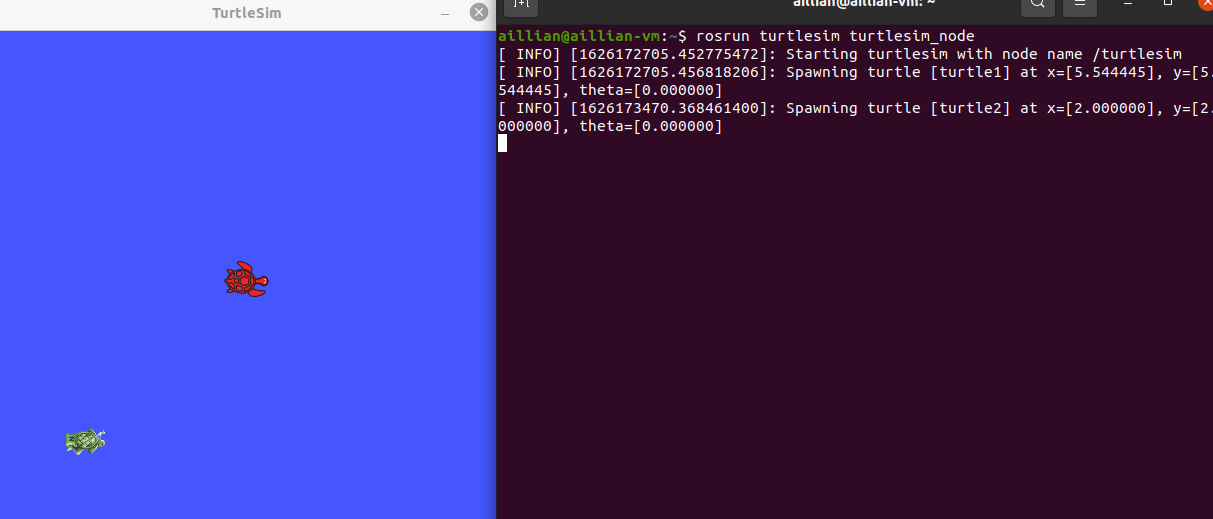 TurtleSim
aillian@aillian-vm: ~
aillian@aillian-vm:~$ rosrun turtlesim turtlesim_node
[ INFO] [1626172705.452775472]: Starting turtlesim with node name /turtlesim
[ INFO] [1626172705.456818206]: Spawning turtle [turtle1] at x=[5.544445], y=[5.
544445], theta=[0.000000]
[ INFO] [1626173470.368461400]: Spawning turtle [turtle2] at x=[2.000000], y=[2.
000000], theta=[0.000000]